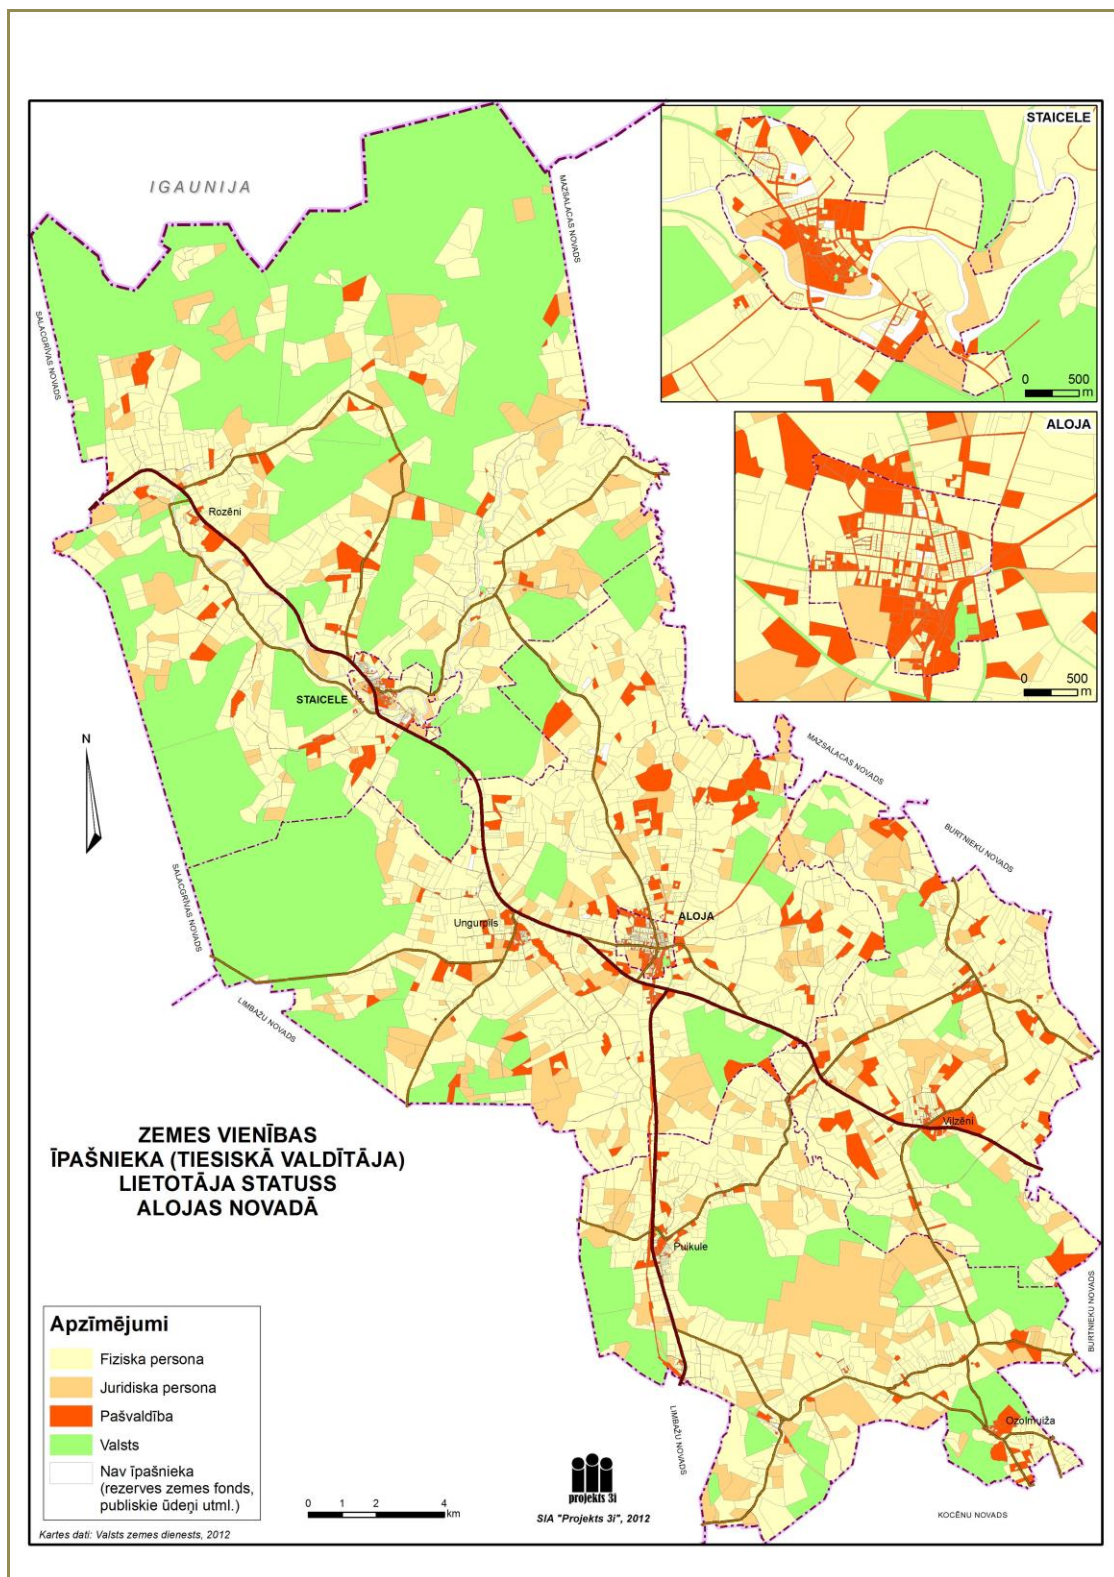 STAICELE
0 500
m
ALOJA
0 500
m
IGAUNIJA
MAZSALACAS NOVADS
SALACGRĪVAS NOVADS
Rozēni
STAICELE
N
MAZSALACAS NOVADS
BURTNIEKU NOVADS
SALACGRĪVAS NOVADS
Ungurpils
ALOJA
LIMBAŽU NOVADS
Vilzēni
ZEMES VIENĪBAS
ĪPAŠNIEKA (TIESISKĀ VALDĪTĀJA)
LIETOTĀJA STATUSS
ALOJAS NOVADĀ
Puikule
BURTNIEKU NOVADS
Apzīmējumi
Fiziska persona
Juridiska persona
Pašvaldība
Valsts
Nav īpašnieka
(rezerves zemes fonds,
publiskie ūdeņi utml.)
Ozolmuiža
LIMBAŽU NOVADS
0 1 2 4
km
projekts 3i
SIA "Projekts 3i", 2012
KOCĒNU NOVADS
Kartes dati: Valsts zemes dienests, 2012